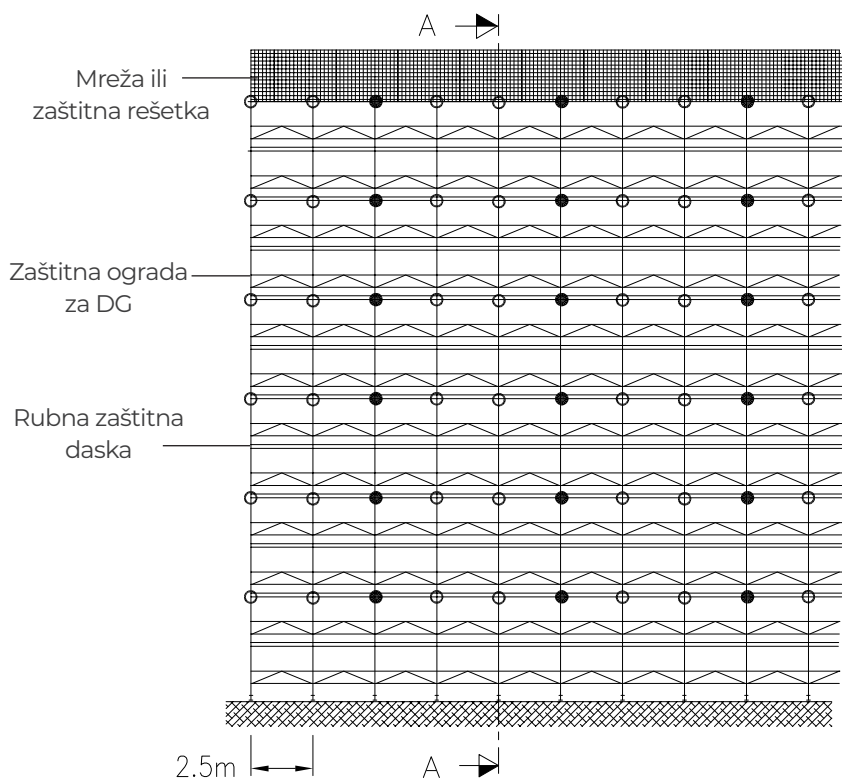 A
Mreža ili
zaštitna rešetka
Zaštitna ograda
za DG
Rubna zaštitna
daska
2.5m
A